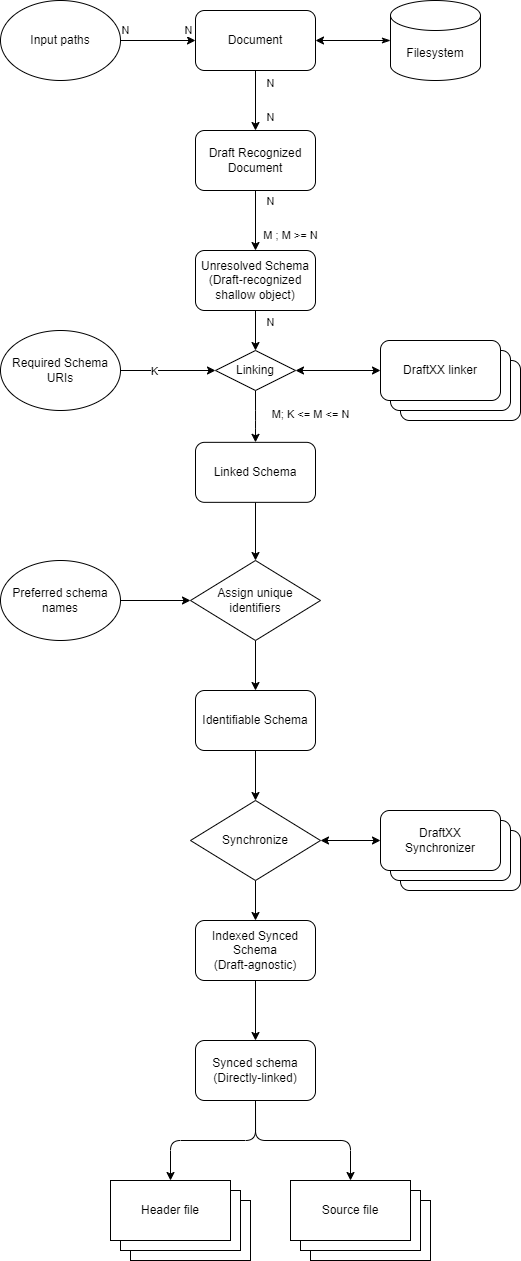 Input paths
N
N
Document
Filesystem
N
N
Draft Recognized
Document
N
M ; M >= N
Unresolved Schema
(Draft-recognized
shallow object)
N
Required Schema
URIs
K
Linking
DraftXX linker
M; K <= M <= N
Linked Schema
Preferred schema
names
Assign unique
identifiers
Identifiable Schema
Synchronize
DraftXX
Synchronizer
Indexed Synced
Schema
(Draft-agnostic)
Synced schema
(Directly-linked)
Header file
Source file